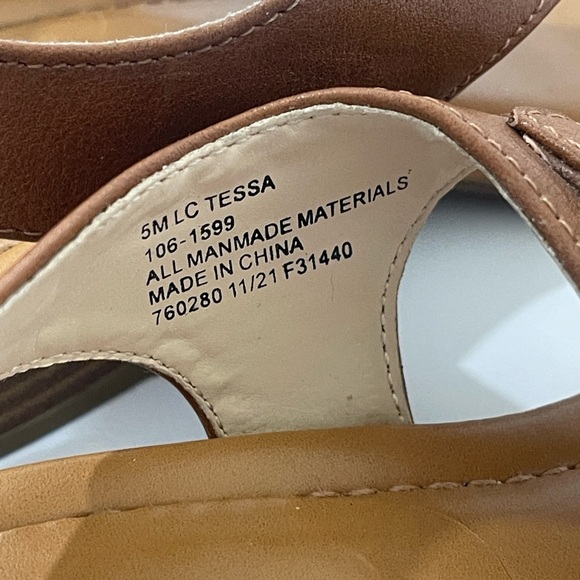 5M LC TESSA
106-1599
ALL MANMADE MATERIALS
MADE IN CHINA
760280 11/21 F31440